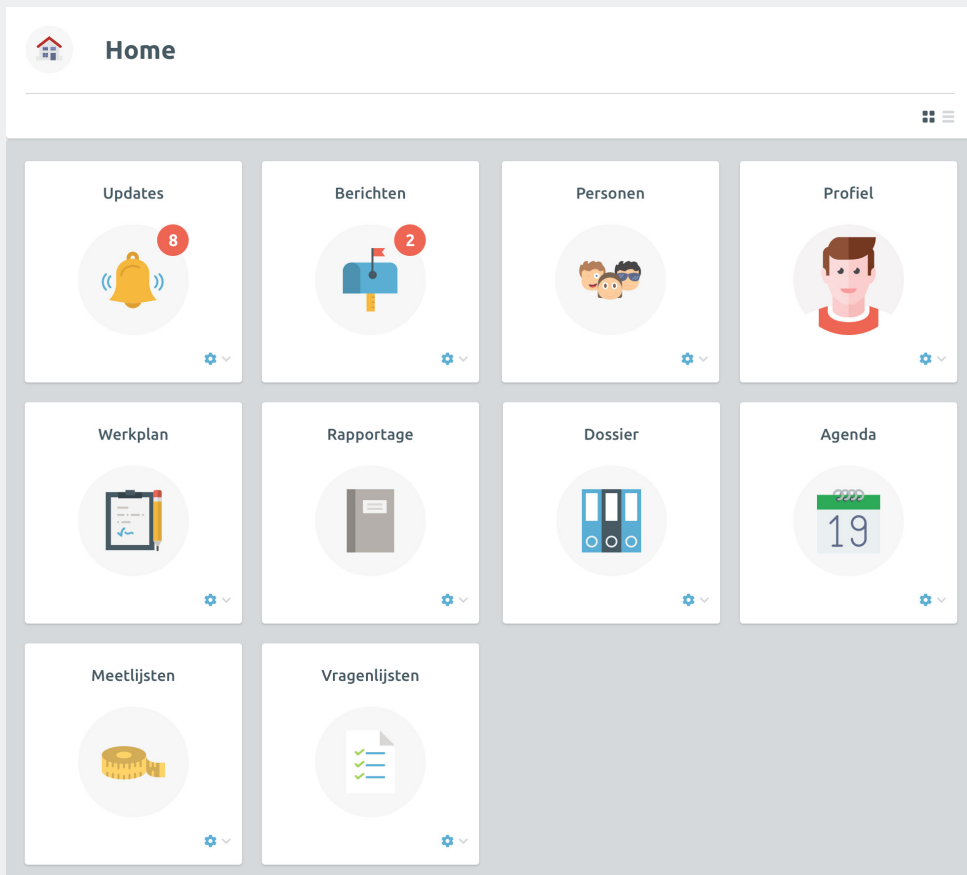 Home
Updates
8
Berichten
2
Personen
Profiel
Werkplan
Rapportage
Dossier
Agenda
19
Meetlijsten
Vragenlijsten